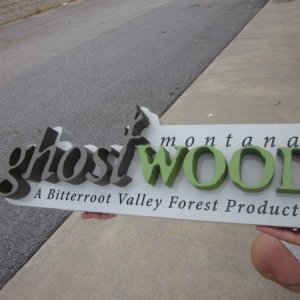 montana
ghostWOOD
A Bitterroot Valley Forest Product